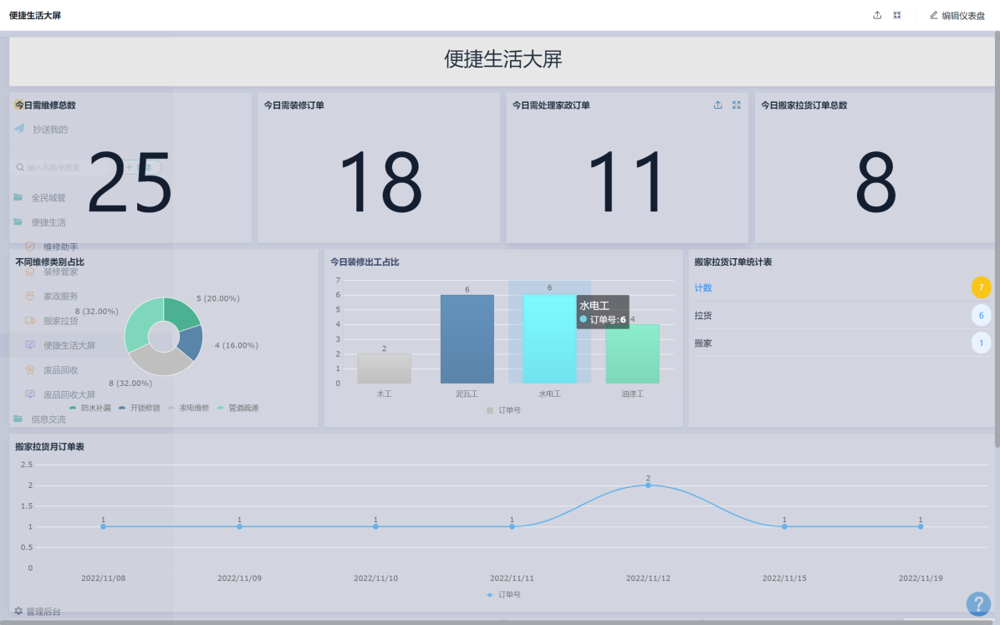 便捷生活大屏
编辑仪表盘
便捷生活大屏
今日需维修总数
今日需装修订单
今日需处理家政订单
今日搬家拉货订单总数
抄送我的
输入名称来搜索
25
18
11
8
全民城管
便捷生活
维修助手
装修管家
家政服务
搬家拉货
便捷生活大屏
废品回收
废品回收大屏
信息交流
管理后台
不同维修类别占比
5 (20.00%)
8 (32.00%)
4 (16.00%)
8 (32.00%)
防水补漏
开锁修锁
家电维修
管道疏通
今日装修出工占比
7
6
5
4
3
2
1
0
2
6
6
4
水电工
订单号:6
木工
泥瓦工
水电工
油漆工
订单号
搬家拉货订单统计表
计数 7
拉货 6
搬家 1
搬家拉货月订单表
2.5
2
1.5
1
0.5
0
1
1
1
1
2
1
1
2022/11/08
2022/11/09
2022/11/10
2022/11/11
2022/11/12
2022/11/15
2022/11/19
订单号
?